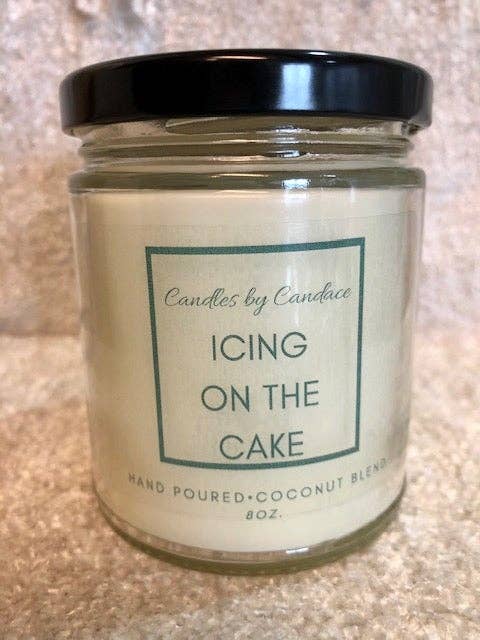 Candles by Candace
ICING
ON THE
CAKE
HAND POURED•COCONUT BLEND
8OZ.